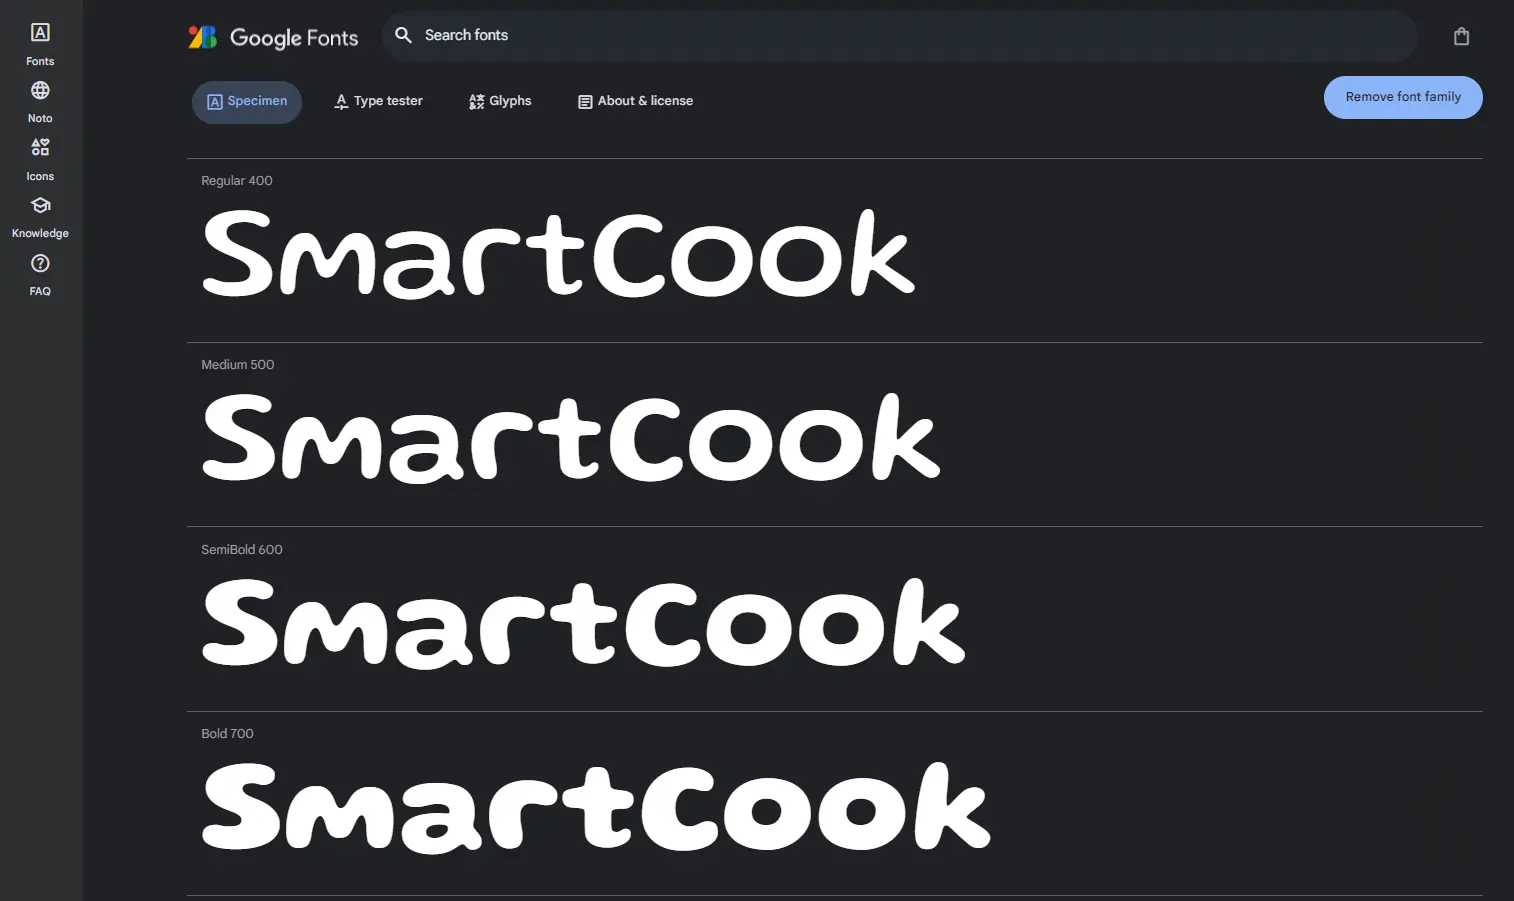 Fonts
Noto
Icons
Knowledge
FAQ
Google Fonts
Search fonts
Specimen
Type tester
Glyphs
About & license
Remove font family
Regular 400
SmartCook
Medium 500
SmartCook
SemiBold 600
SmartCook
Bold 700
SmartCook